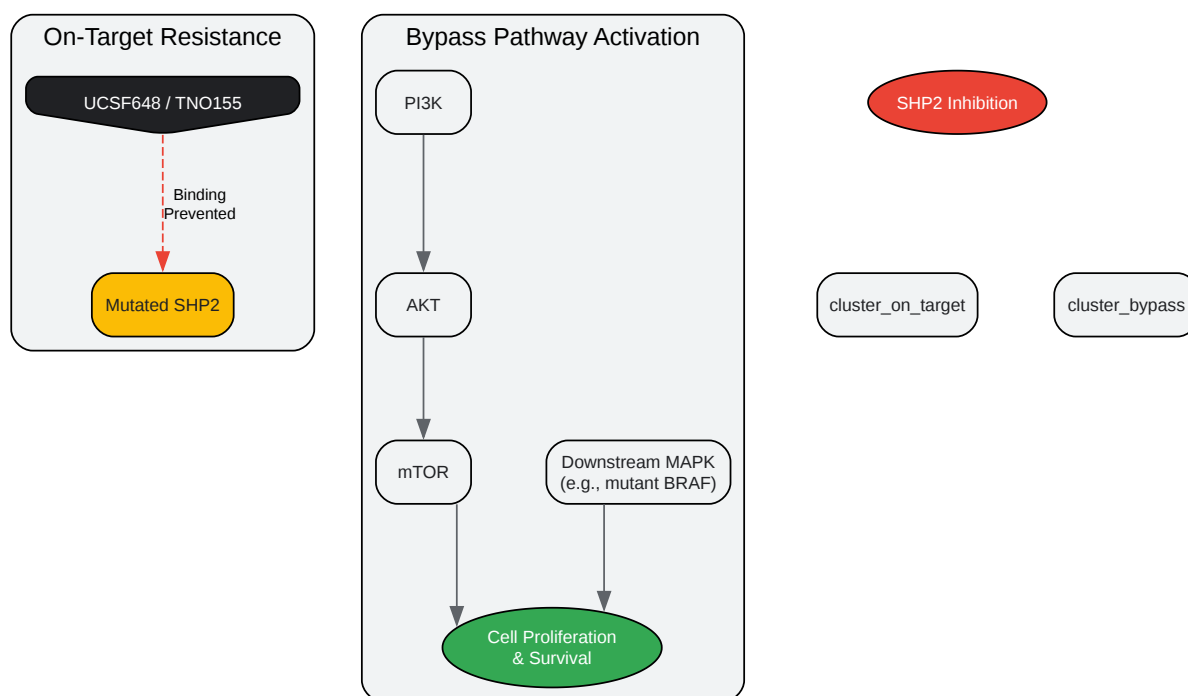 On-Target Resistance
UCSF648 / TNO155
Binding
Prevented
Mutated SHP2
Bypass Pathway Activation
PI3K
AKT
mTOR
Downstream MAPK
(e.g., mutant BRAF)
Cell Proliferation
& Survival
SHP2 Inhibition
cluster_on_target
cluster_bypass